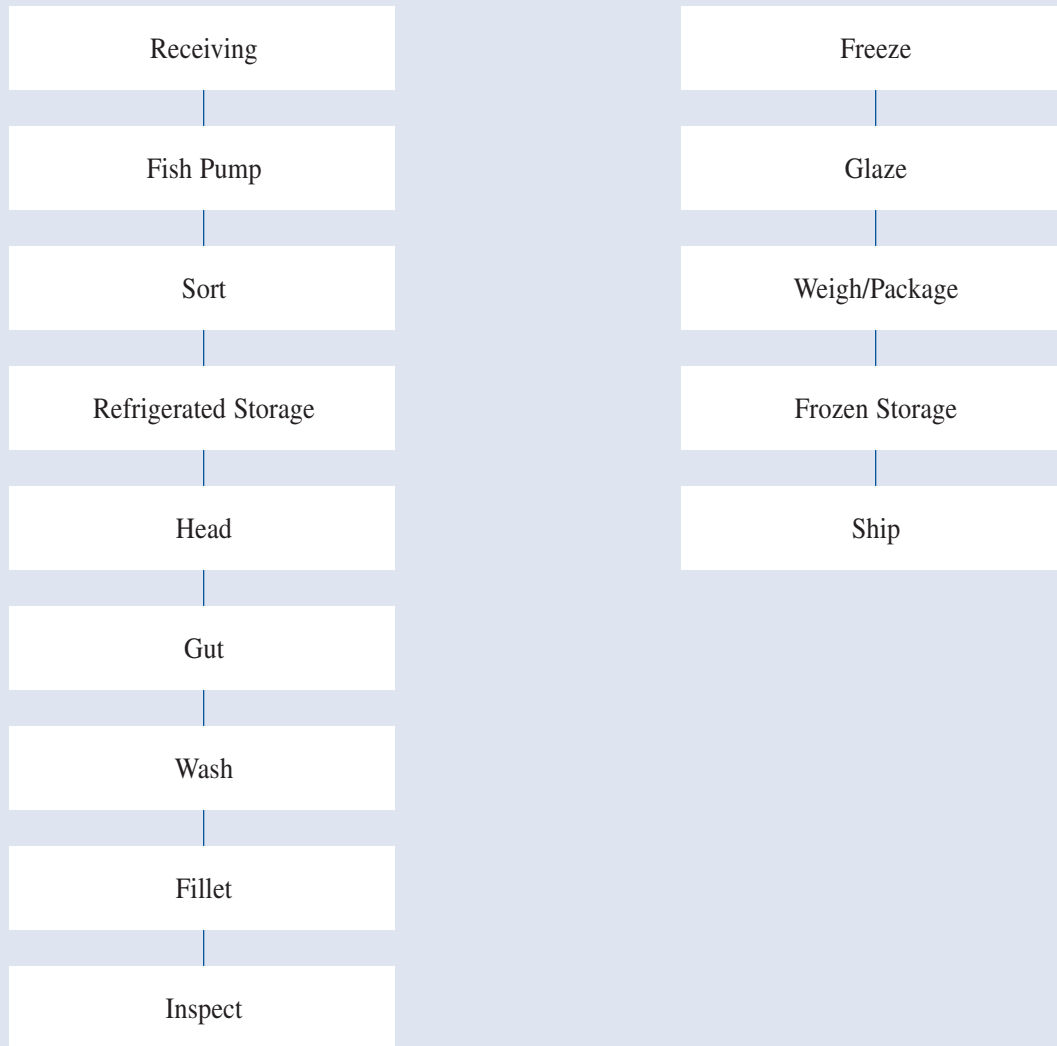 Receiving
Fish Pump
Sort
Refrigerated Storage
Head
Gut
Wash
Fillet
Inspect
Freeze
Glaze
Weigh/Package
Frozen Storage
Ship